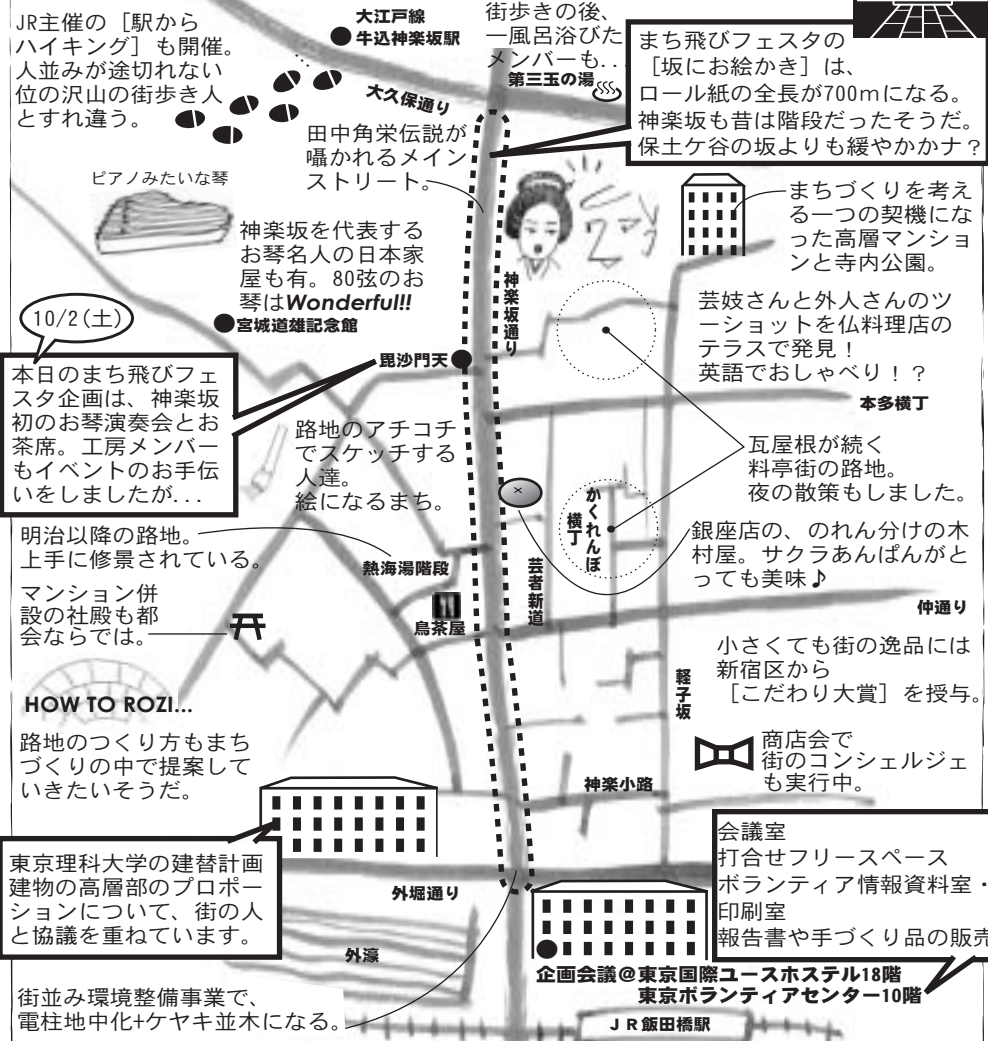 JR主催の［駅から
ハイキング］も開催。
人並みが途切れない
位の沢山の街歩き人
とすれ違う。
大江戸線
牛込神楽坂駅
大久保通り
街歩きの後、
一風呂浴びた
メンバーも...
第三玉の湯
まち飛びフェスタの
［坂にお絵かき］は、
ロール紙の全長が700mになる。
神楽坂も昔は階段だったそうだ。
保土ケ谷の坂よりも緩やかかナ？
田中角栄伝説が
囁かれるメイン
ストリート。
ピアノみたいな琴
神楽坂を代表する
お琴名人の日本家
屋も有。80弦のお
琴はWonderful!!
宮城道雄記念館
神楽坂通り
まちづくりを考え
る一つの契機にな
った高層マンショ
ンと寺内公園。
芸妓さんと外人さんのツ
ーショットを仏料理店の
テラスで発見！
英語でおしゃべり！？
10/2(土)
毘沙門天
本日のまち飛びフェ
スタ企画は、神楽坂
初のお琴演奏会とお
茶席。工房メンバー
もイベントのお手伝
いをしましたが...
本多横丁
路地のアチコチ
でスケッチする
人達。
絵になるまち。
瓦屋根が続く
料亭街の路地。
夜の散策もしました。
かくれんぼ
横丁
芸者新道
明治以降の路地。
上手に修景されている。
熱海湯階段
鳥茶屋
銀座店の、のれん分けの木
村屋。サクラあんぱんがと
っても美味♪
仲通り
マンション併
設の社殿も都
会ならでは。
小さくても街の逸品には
新宿区から
［こだわり大賞］を授与。
軽子坂
HOW TO ROZI...
路地のつくり方もまち
づくりの中で提案して
いきたいそうだ。
商店会で
街のコンシェルジェ
も実行中。
神楽小路
東京理科大学の建替計画
建物の高層部のプロポー
ションについて、街の人
と協議を重ねています。
外堀通り
外濠
会議室
打合せフリースペース
ボランティア情報資料室・
印刷室
報告書や手づくり品の販売
企画会議＠東京国際ユースホステル18階
東京ボランティアセンター10階
街並み環境整備事業で、
電柱地中化+ケヤキ並木になる。
ＪＲ飯田橋駅